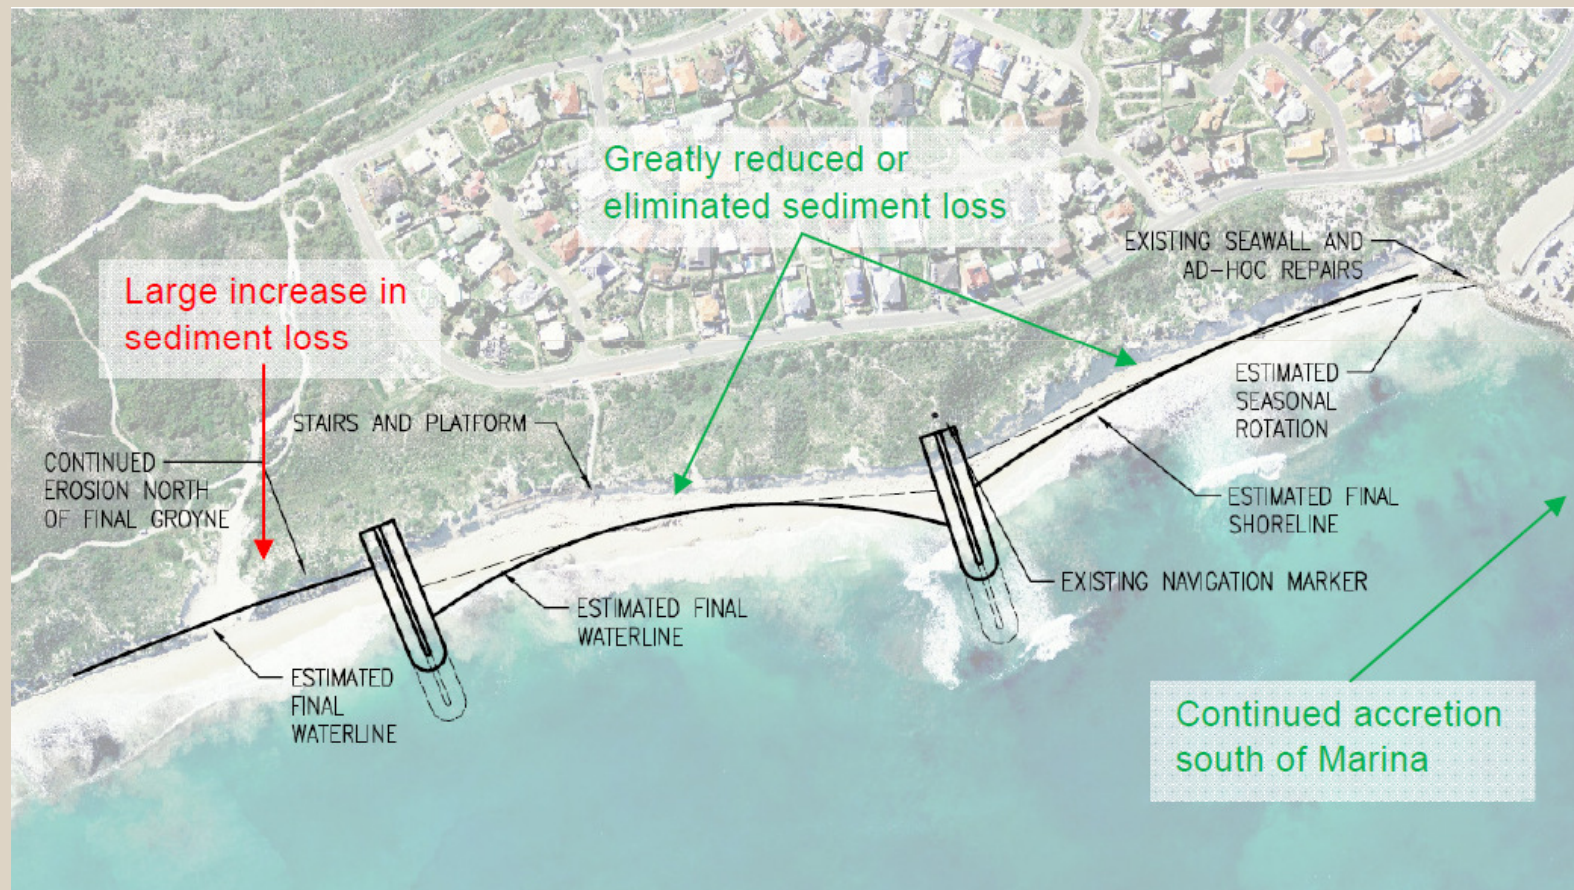 Greatly reduced or
eliminated sediment loss
EXISTING SEAWALL AND
AD-HOC REPAIRS
Large increase in
sediment loss
ESTIMATED
SEASONAL
ROTATION
STAIRS AND PLATFORM
CONTINUED
EROSION NORTH
OF FINAL GROYNE
ESTIMATED FINAL
SHORELINE
EXISTING NAVIGATION MARKER
ESTIMATED FINAL
WATERLINE
ESTIMATED
FINAL
WATERLINE
Continued accretion
south of Marina